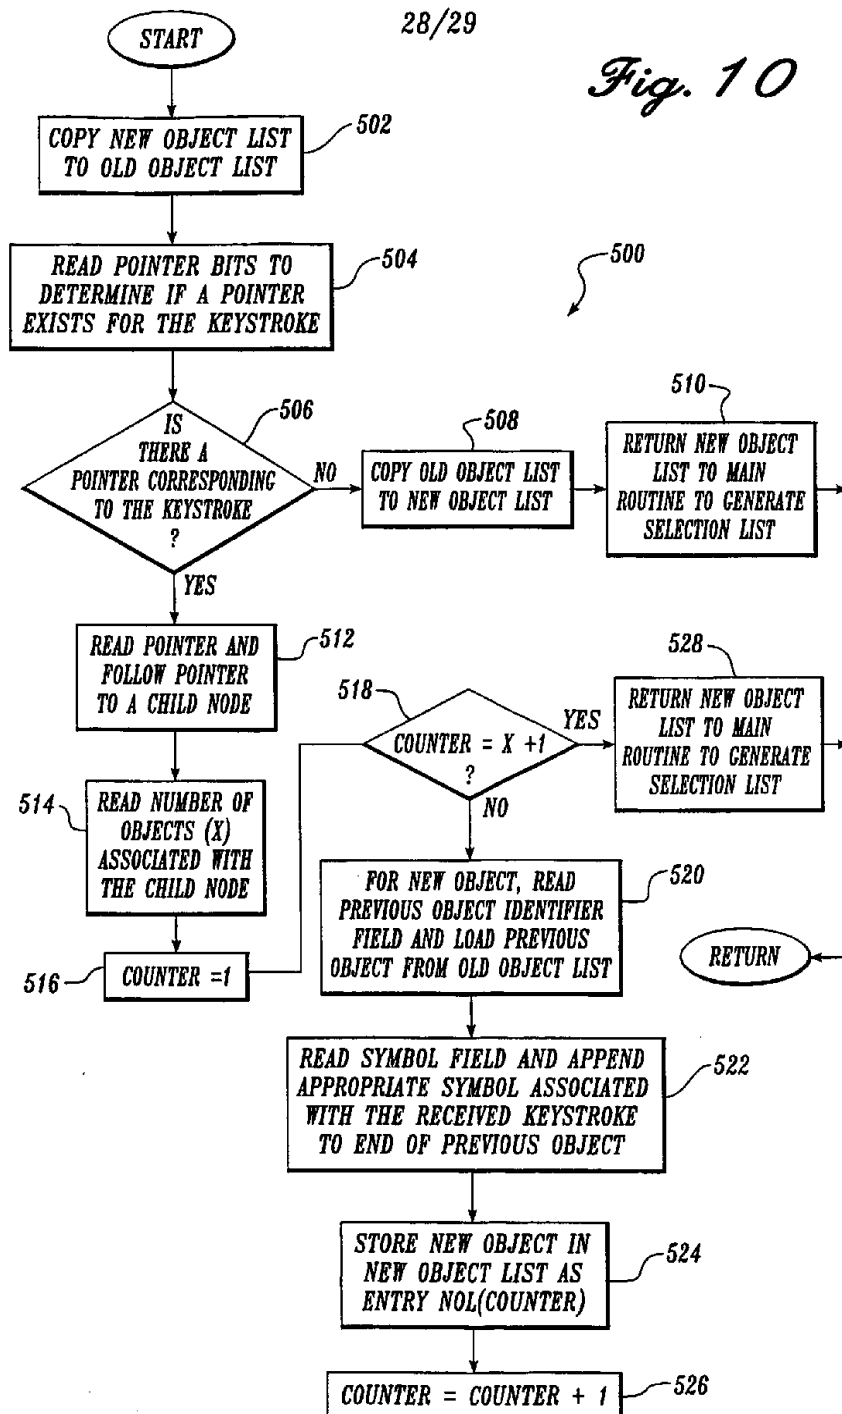 28/29
Fig. 10
START
COPY NEW OBJECT LIST
TO OLD OBJECT LIST
502
READ POINTER BITS TO
DETERMINE IF A POINTER
EXISTS FOR THE KEYSTROKE
504
500
IS
THERE A
POINTER CORRESPONDING
TO THE KEYSTROKE
?
506
NO
YES
COPY OLD OBJECT LIST
TO NEW OBJECT LIST
508
RETURN NEW OBJECT
LIST TO MAIN
ROUTINE TO GENERATE
SELECTION LIST
510
READ POINTER AND
FOLLOW POINTER
TO A CHILD NODE
512
READ NUMBER OF
OBJECTS (X)
ASSOCIATED WITH
THE CHILD NODE
514
COUNTER =1
516
COUNTER = X +1
?
518
YES
NO
RETURN NEW OBJECT
LIST TO MAIN
ROUTINE TO GENERATE
SELECTION LIST
528
FOR NEW OBJECT, READ
PREVIOUS OBJECT IDENTIFIER
FIELD AND LOAD PREVIOUS
OBJECT FROM OLD OBJECT LIST
520
RETURN
READ SYMBOL FIELD AND APPEND
APPROPRIATE SYMBOL ASSOCIATED
WITH THE RECEIVED KEYSTROKE
TO END OF PREVIOUS OBJECT
522
STORE NEW OBJECT IN
NEW OBJECT LIST AS
ENTRY NOL(COUNTER)
524
COUNTER = COUNTER + 1
526